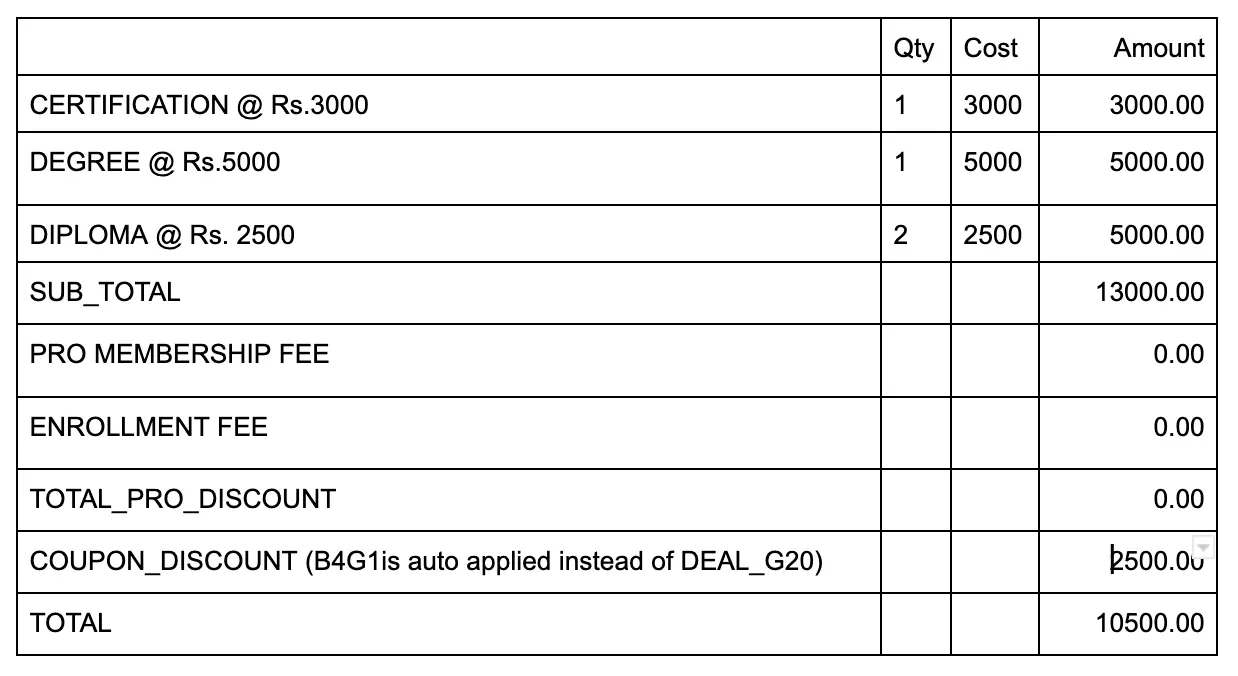 Qty Cost Amount
CERTIFICATION @ Rs.3000 1 3000 3000.00
DEGREE @ Rs.5000 1 5000 5000.00
DIPLOMA @ Rs. 2500 2 2500 5000.00
SUB_TOTAL 13000.00
PRO MEMBERSHIP FEE 0.00
ENROLLMENT FEE 0.00
TOTAL_PRO_DISCOUNT 0.00
COUPON_DISCOUNT (B4G1is auto applied instead of DEAL_G20) 2500.00
TOTAL 10500.00